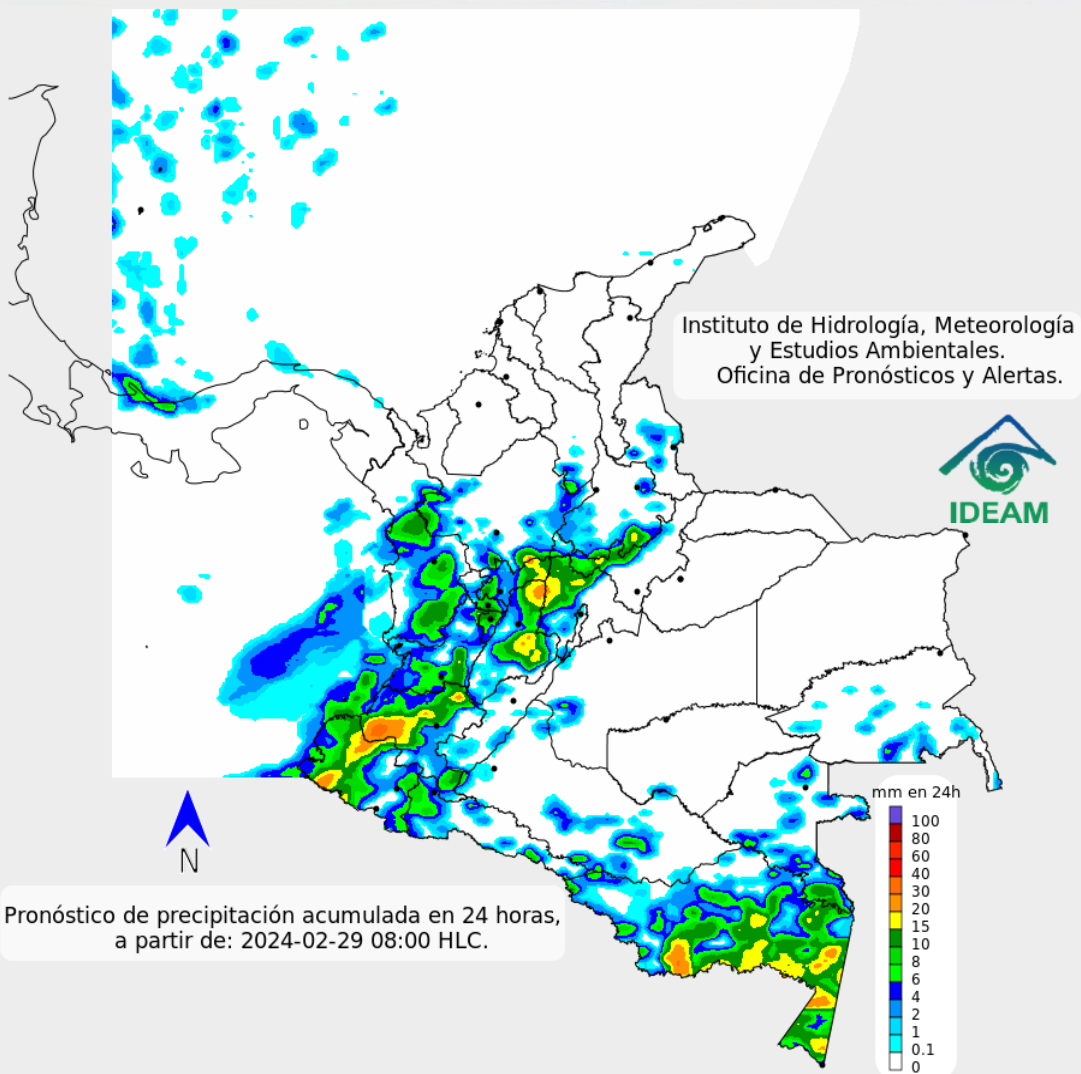 Instituto de Hidrología, Meteorología
y Estudios Ambientales.
Oficina de Pronósticos y Alertas.
IDEAM
mm en 24h
100
80
60
40
30
20
15
10
8
6
4
2
1
0.1
0
N
Pronóstico de precipitación acumulada en 24 horas,
a partir de: 2024-02-29 08:00 HLC.